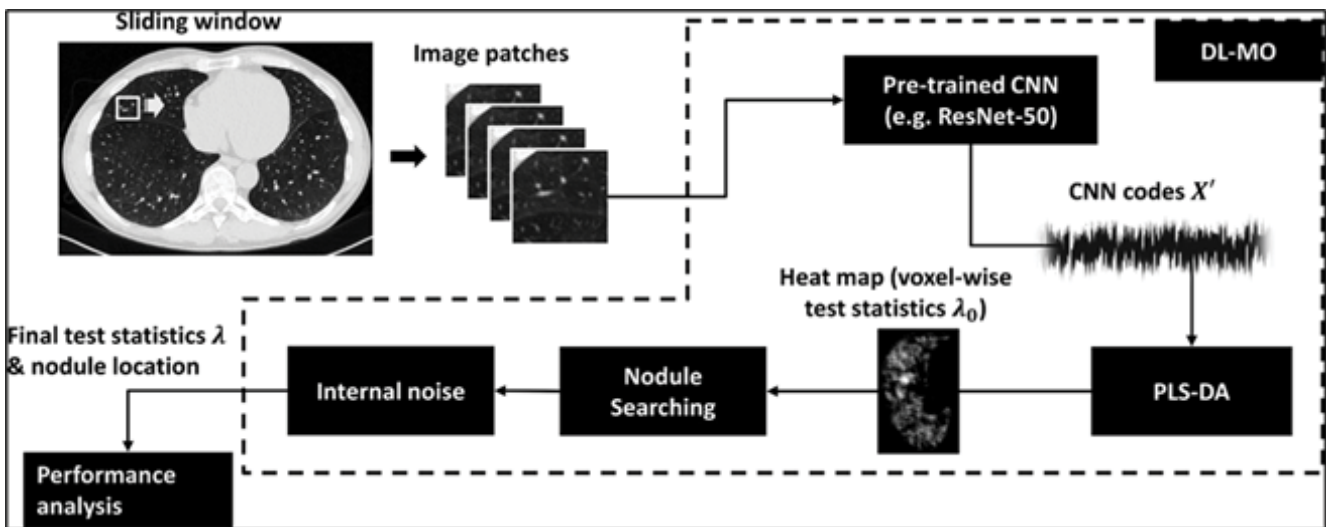 Sliding window
Image patches
DL-MO
Pre-trained CNN
(e.g. ResNet-50)
CNN codes X′
Heat map (voxel-wise
test statistics λ₀)
Final test statistics λ
& nodule location
Internal noise
Nodule
Searching
PLS-DA
Performance
analysis